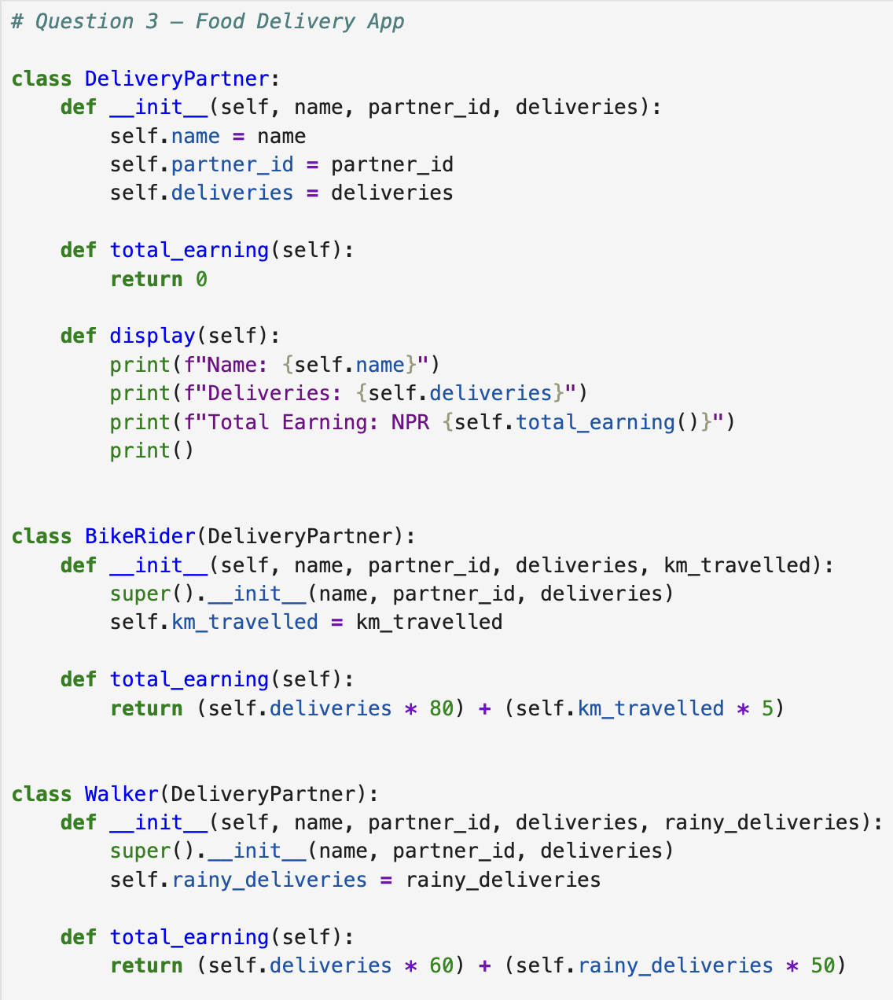 # Question 3 — Food Delivery App

class DeliveryPartner:
    def __init__(self, name, partner_id, deliveries):
        self.name = name
        self.partner_id = partner_id
        self.deliveries = deliveries

    def total_earning(self):
        return 0

    def display(self):
        print(f"Name: {self.name}")
        print(f"Deliveries: {self.deliveries}")
        print(f"Total Earning: NPR {self.total_earning()}")
        print()


class BikeRider(DeliveryPartner):
    def __init__(self, name, partner_id, deliveries, km_travelled):
        super().__init__(name, partner_id, deliveries)
        self.km_travelled = km_travelled

    def total_earning(self):
        return (self.deliveries * 80) + (self.km_travelled * 5)


class Walker(DeliveryPartner):
    def __init__(self, name, partner_id, deliveries, rainy_deliveries):
        super().__init__(name, partner_id, deliveries)
        self.rainy_deliveries = rainy_deliveries

    def total_earning(self):
        return (self.deliveries * 60) + (self.rainy_deliveries * 50)